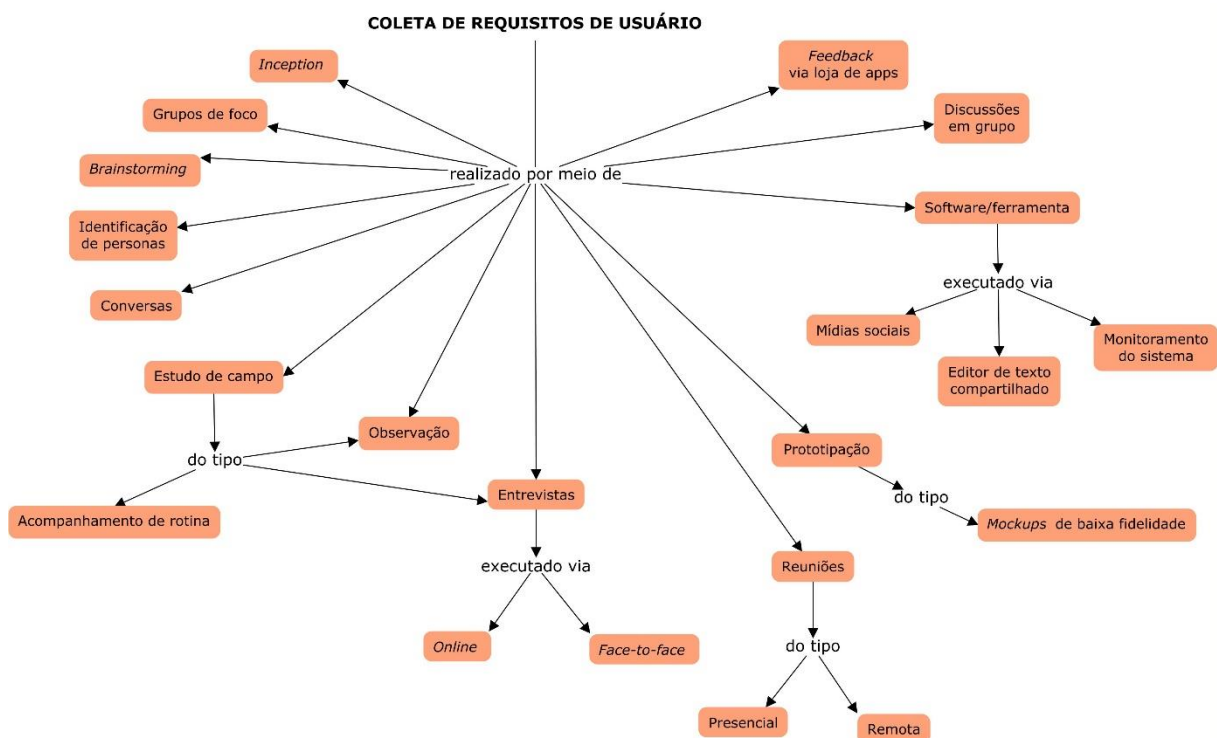 COLETA DE REQUISITOS DE USUÁRIO
Inception
Feedback
via loja de apps
Grupos de foco
Discussões
em grupo
Brainstorming
realizado por meio de
Identificação
de personas
Software/ferramenta
Conversas
executado via
Mídias sociais
Editor de texto
compartilhado
Monitoramento
do sistema
Estudo de campo
Observação
do tipo
Prototipação
Entrevistas
do tipo
Acompanhamento de rotina
Mockups de baixa fidelidade
executado via
Reuniões
Online
Face-to-face
do tipo
Presencial
Remota